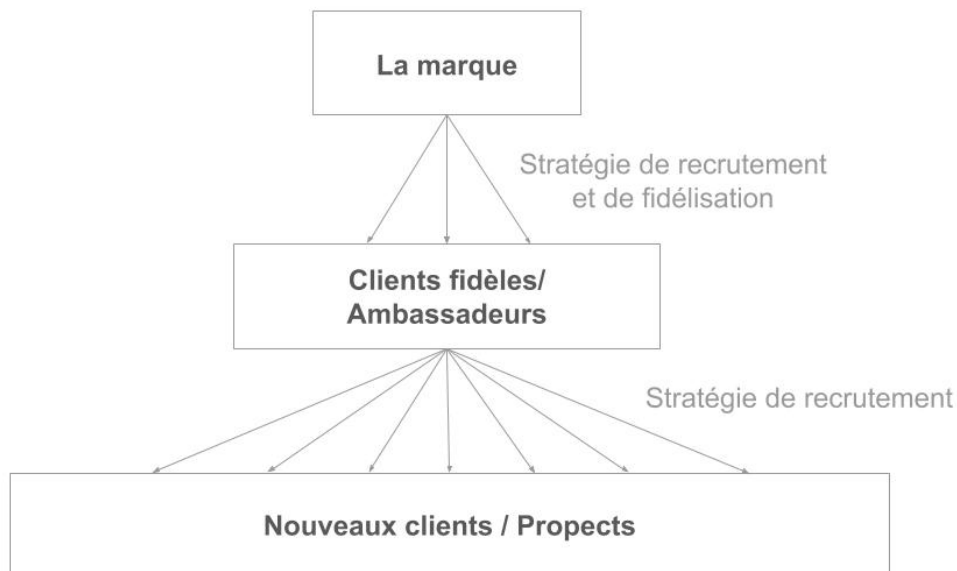 La marque
Stratégie de recrutement
et de fidélisation
Clients fidèles/
Ambassadeurs
Stratégie de recrutement
Nouveaux clients / Propects